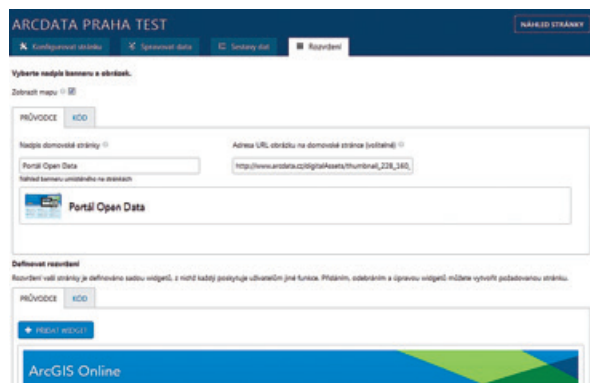 ARCDATA PRAHA TEST
NÁHLED STRÁNKY
Konfigurovat stránku Spravovat data Sestavy dat Rozvržení
Vyberte nadpis banneru a obrázek.
Zobrazit mapu
PRŮVODCE KÓD
Nadpis domovské stránky Adresa URL obrázku na domovské stránce (volitelné)
Portál Open Data http://www.arcdata.cz/digitalAssets/thumbnail_228_160,
Náhled banneru umístěného na stránkách
Portál Open Data
Definovat rozvržení
Rozvržení vaší stránky je definováno sadou widgetů, z nichž každý poskytuje uživatelům jiné funkce. Přidáním, odebráním a úpravou widgetů můžete vytvořit požadovanou stránku.
PRŮVODCE KÓD
PŘIDAT WIDGET
ArcGIS Online